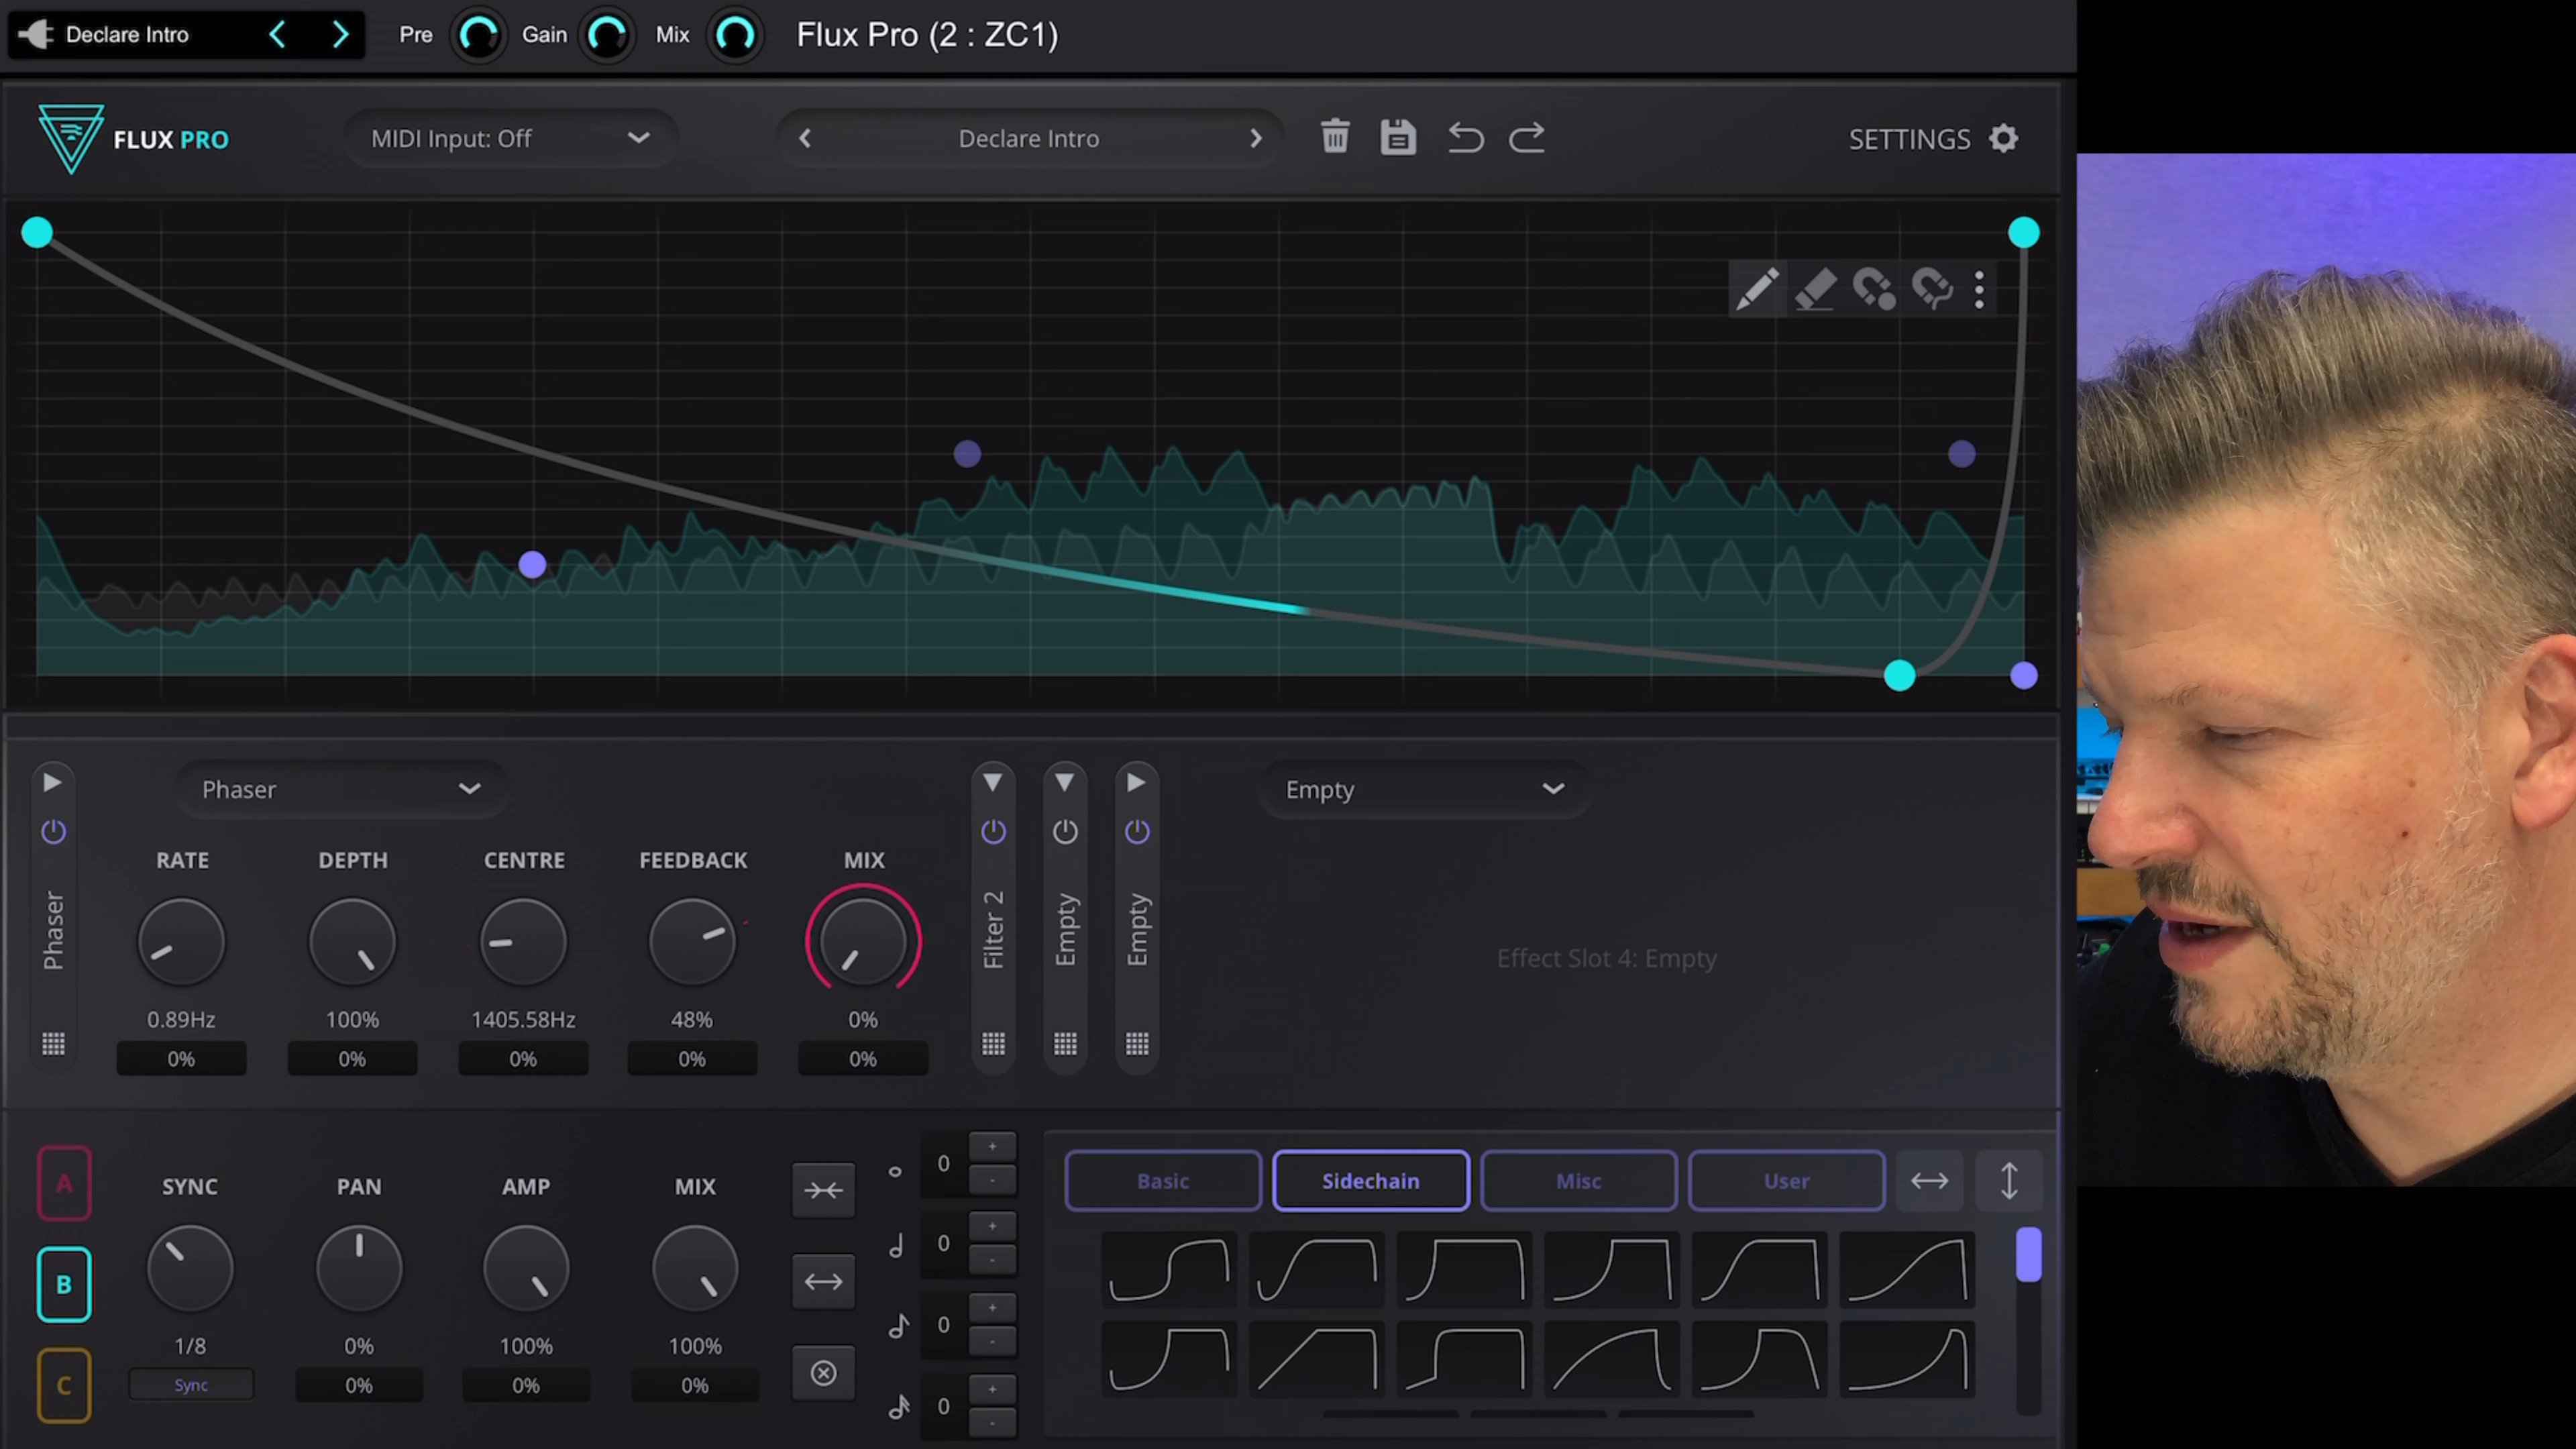 Declare Intro
Pre
Gain
Mix
Flux Pro (2 : ZC1)
FLUX PRO
MIDI Input: Off
Declare Intro
SETTINGS
Phaser
Empty
Phaser
RATE
DEPTH
CENTRE
FEEDBACK
MIX
Filter 2
Empty
Empty
0.89Hz
100%
1405.58Hz
48%
0%
0%
0%
0%
0%
0%
Effect Slot 4: Empty
A
B
C
SYNC
PAN
AMP
MIX
1/8
0%
100%
100%
Sync
0%
0%
0%
0
+
-
0
+
-
0
+
-
0
+
-
Basic
Sidechain
Misc
User